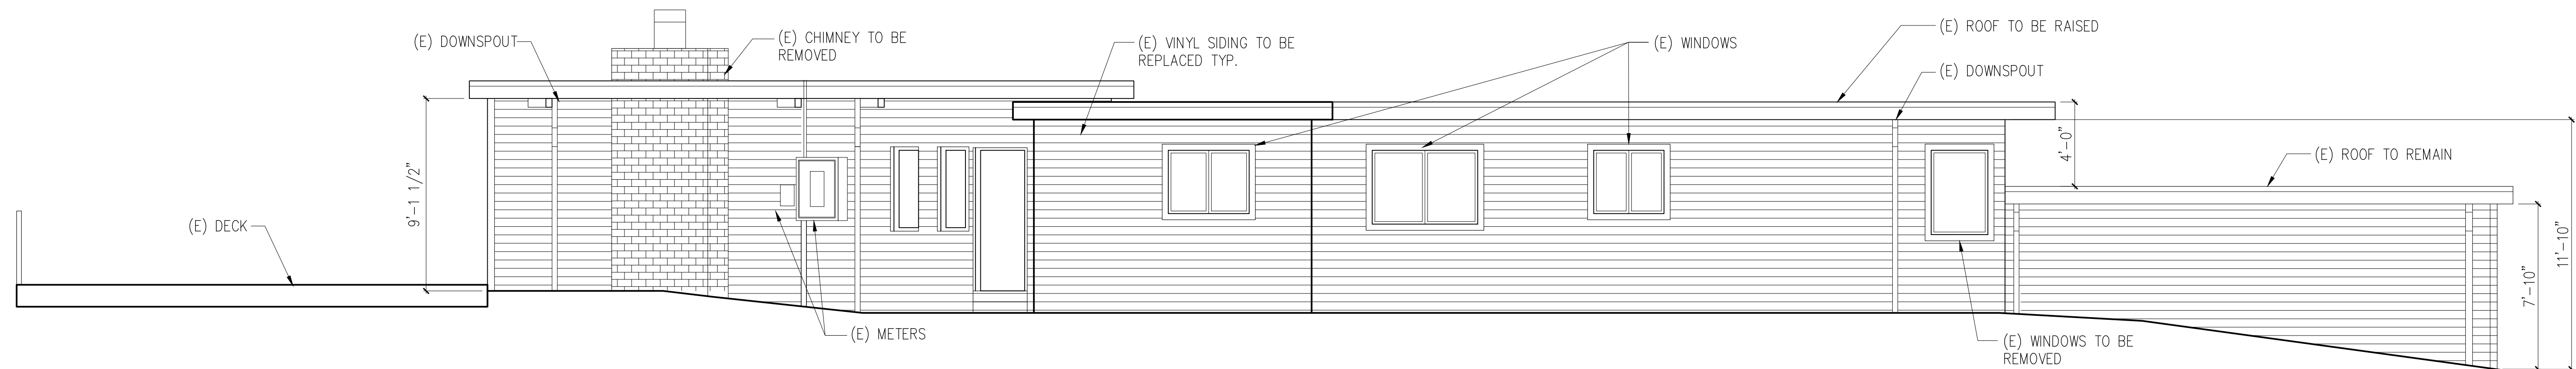 (E) DOWNSPOUT
(E) CHIMNEY TO BE
REMOVED
(E) VINYL SIDING TO BE
REPLACED TYP.
(E) WINDOWS
(E) ROOF TO BE RAISED
(E) DOWNSPOUT
4'-0"
(E) ROOF TO REMAIN
9'-1 1/2"
(E) DECK
11'-10"
7'-10"
(E) METERS
(E) WINDOWS TO BE
REMOVED